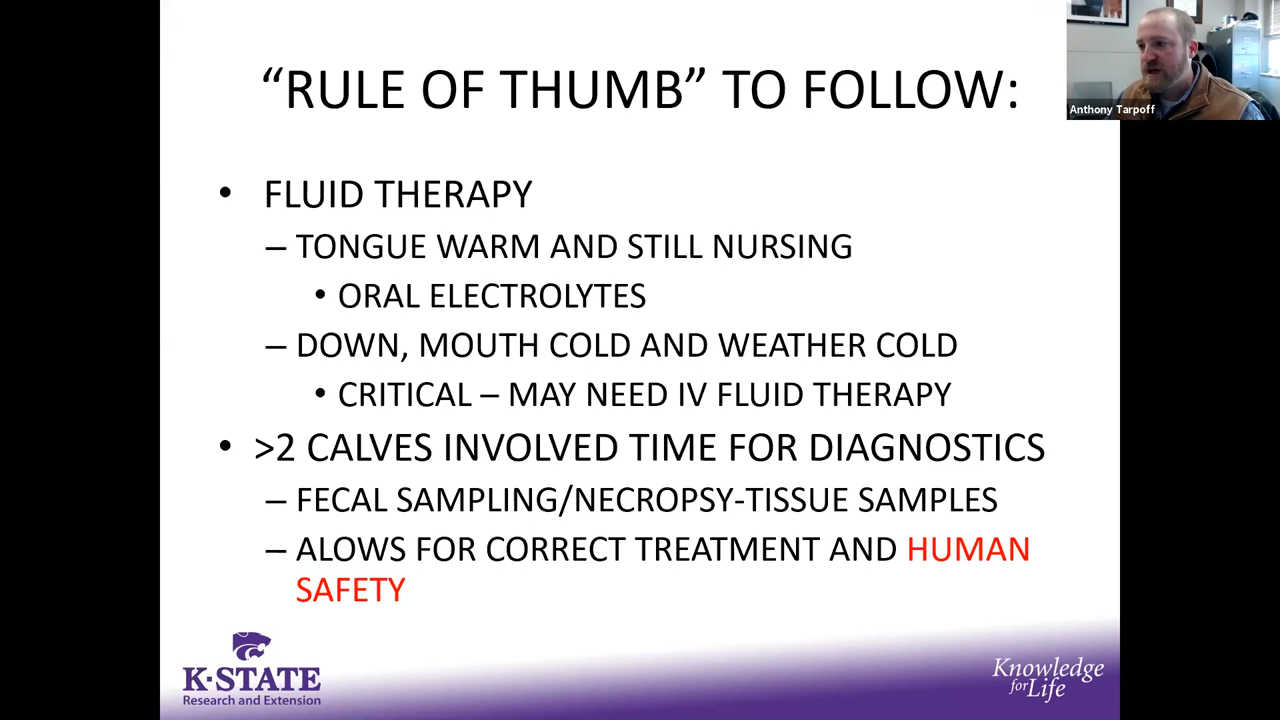 “RULE OF THUMB” TO FOLLOW:
Anthony Tarpoff
• FLUID THERAPY
– TONGUE WARM AND STILL NURSING
• ORAL ELECTROLYTES
– DOWN, MOUTH COLD AND WEATHER COLD
• CRITICAL – MAY NEED IV FLUID THERAPY
• >2 CALVES INVOLVED TIME FOR DIAGNOSTICS
– FECAL SAMPLING/NECROPSY-TISSUE SAMPLES
– ALOWS FOR CORRECT TREATMENT AND HUMAN
SAFETY
K-STATE
Research and Extension
Knowledge
for Life